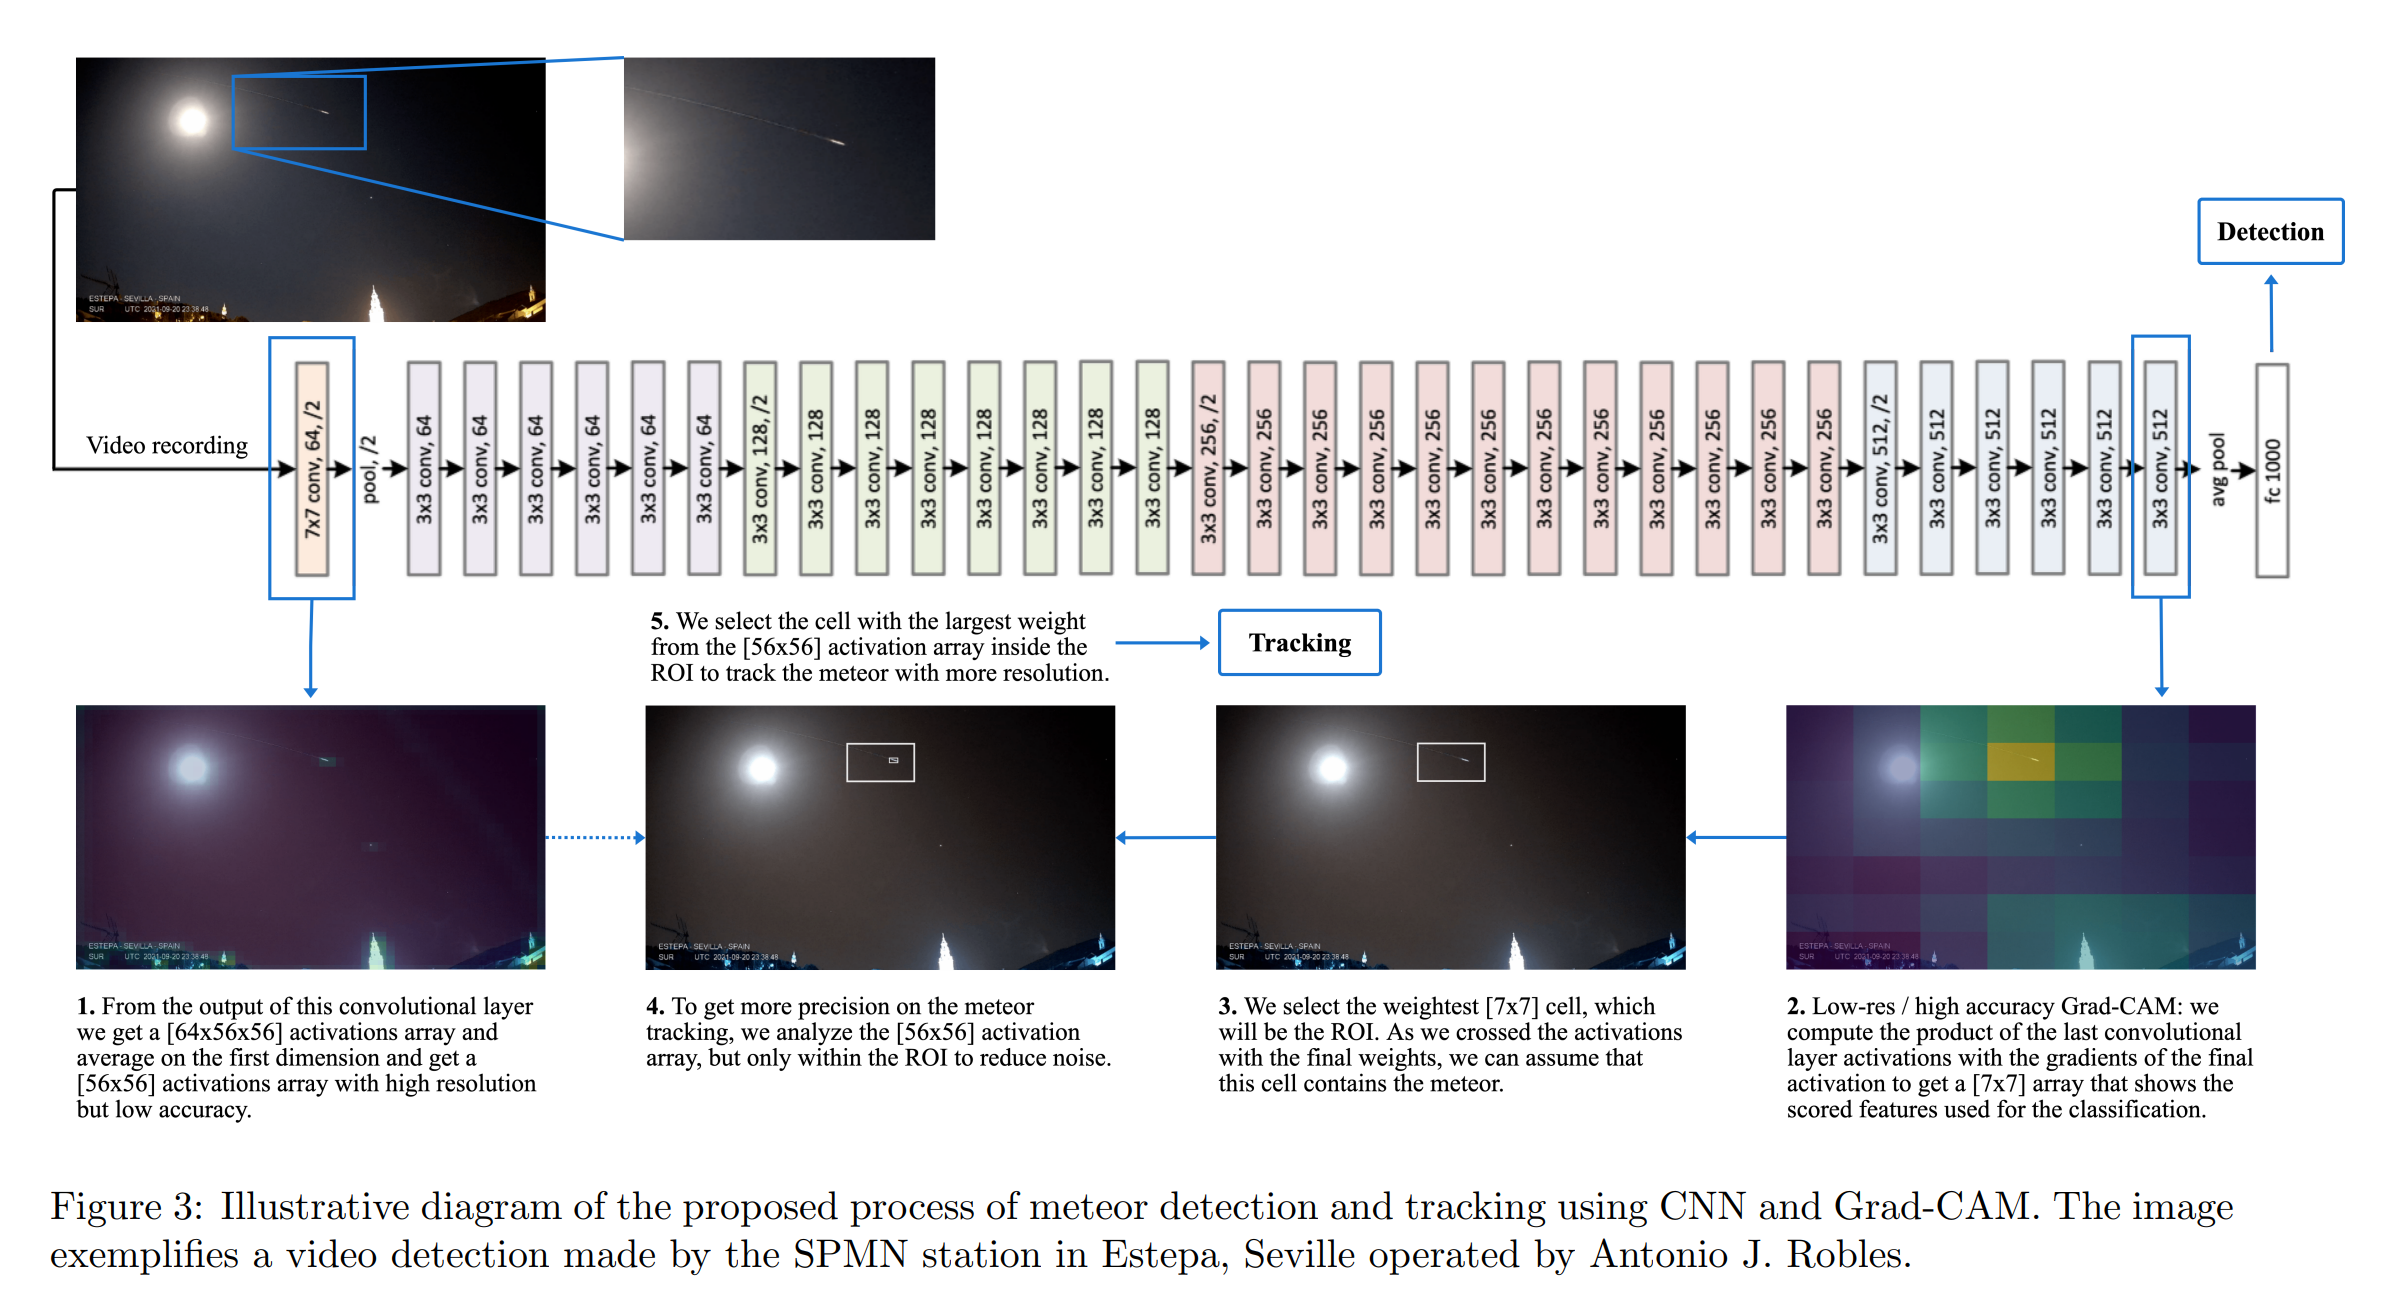 ESTEPA - SEVILLA - SPAIN
SUR UTC 2021-09-20 23:38:48
Detection
Video recording
7x7 conv, 64, /2
pool, /2
3x3 conv, 64
3x3 conv, 64
3x3 conv, 64
3x3 conv, 64
3x3 conv, 64
3x3 conv, 64
3x3 conv, 128, /2
3x3 conv, 128
3x3 conv, 128
3x3 conv, 128
3x3 conv, 128
3x3 conv, 128
3x3 conv, 128
3x3 conv, 128
3x3 conv, 256, /2
3x3 conv, 256
3x3 conv, 256
3x3 conv, 256
3x3 conv, 256
3x3 conv, 256
3x3 conv, 256
3x3 conv, 256
3x3 conv, 256
3x3 conv, 256
3x3 conv, 256
3x3 conv, 256
3x3 conv, 512, /2
3x3 conv, 512
3x3 conv, 512
3x3 conv, 512
3x3 conv, 512
3x3 conv, 512
avg pool
fc 1000
5. We select the cell with the largest weight
from the [56x56] activation array inside the
ROI to track the meteor with more resolution.
Tracking
ESTEPA - SEVILLA - SPAIN
SUR UTC 2021-09-20 23:38:48
ESTEPA - SEVILLA - SPAIN
SUR UTC 2021-09-20 23:38:48
ESTEPA - SEVILLA - SPAIN
SUR UTC 2021-09-20 23:38:48
ESTEPA - SEVILLA - SPAIN
SUR UTC 2021-09-20 23:38:48
1. From the output of this convolutional layer
we get a [64x56x56] activations array and
average on the first dimension and get a
[56x56] activations array with high resolution
but low accuracy.
4. To get more precision on the meteor
tracking, we analyze the [56x56] activation
array, but only within the ROI to reduce noise.
3. We select the weightest [7x7] cell, which
will be the ROI. As we crossed the activations
with the final weights, we can assume that
this cell contains the meteor.
2. Low-res / high accuracy Grad-CAM: we
compute the product of the last convolutional
layer activations with the gradients of the final
activation to get a [7x7] array that shows the
scored features used for the classification.
Figure 3: Illustrative diagram of the proposed process of meteor detection and tracking using CNN and Grad-CAM. The image
exemplifies a video detection made by the SPMN station in Estepa, Seville operated by Antonio J. Robles.